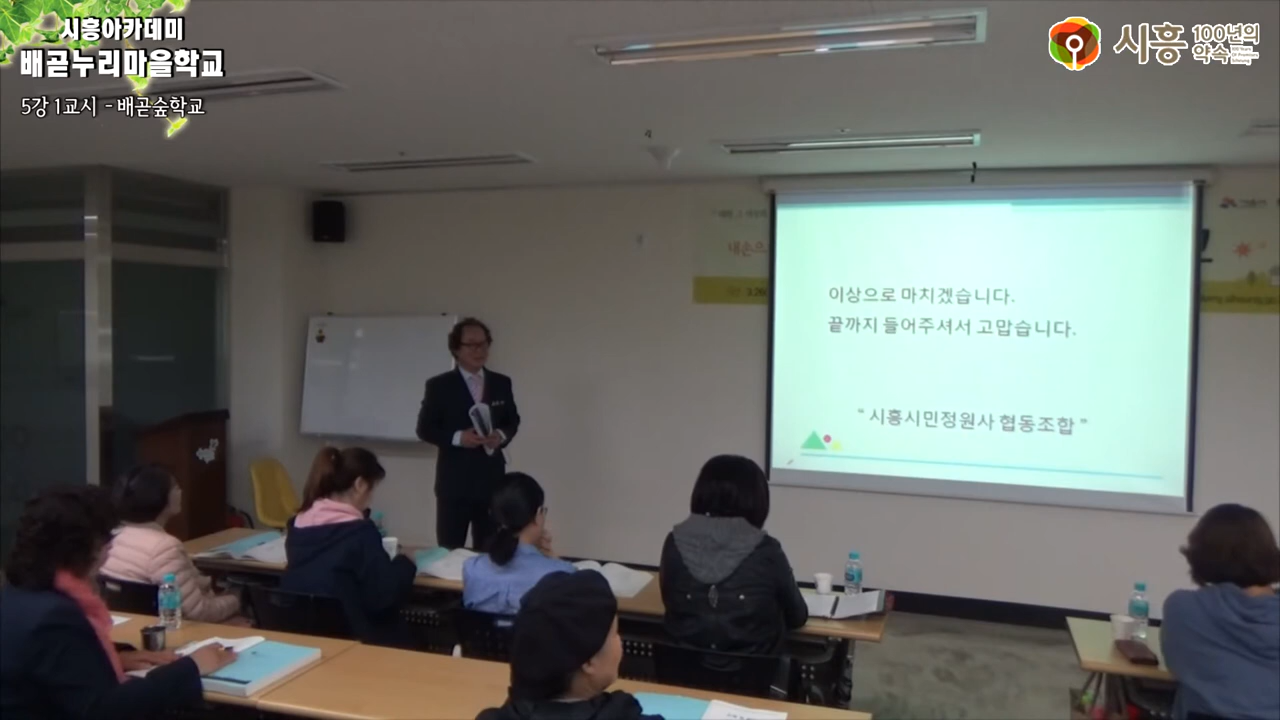 시흥아카데미
배곧누리마을학교
5강 1교시 - 배곧숲학교
시흥 100년의
약속
이상으로 마치겠습니다.
끝까지 들어주셔서 고맙습니다.
“ 시흥시민정원사 협동조합 ”
내손으